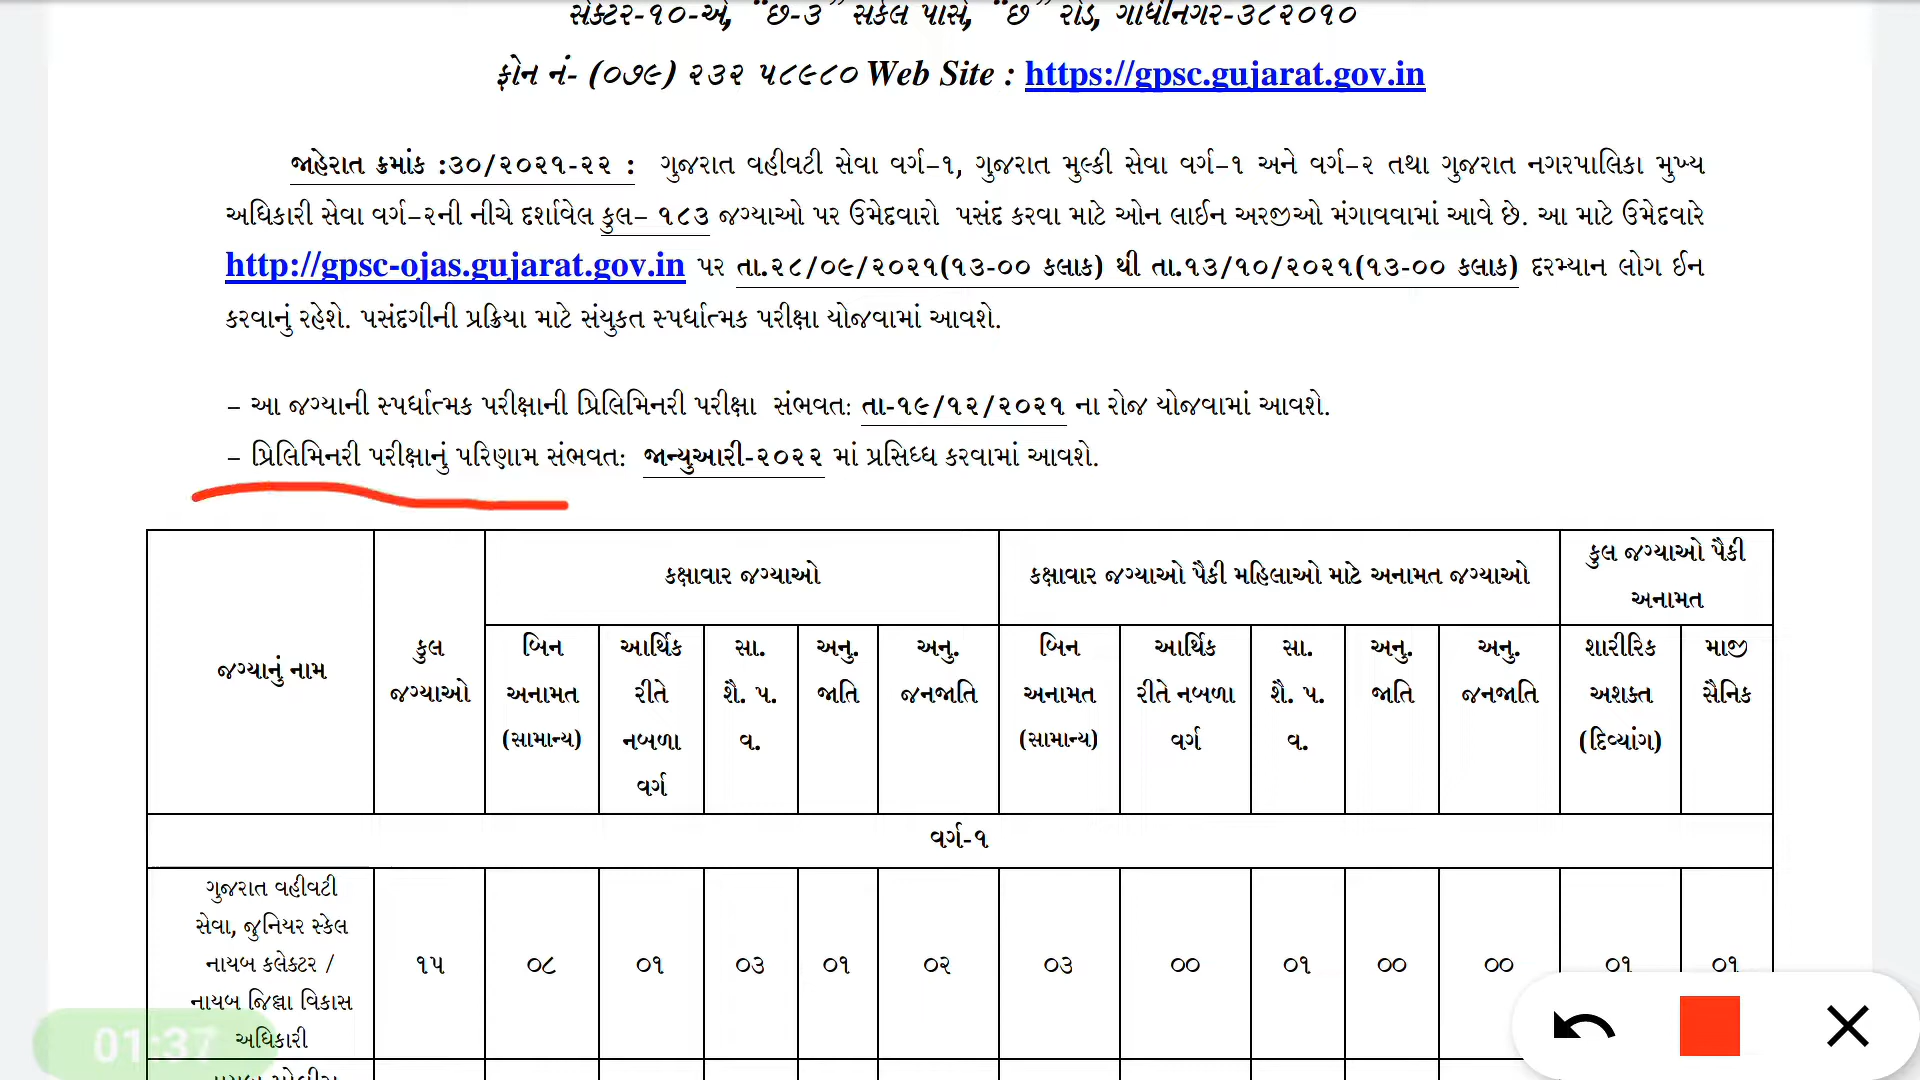 સેક્ટર-૧૦-એ, "છ-૩" સર્કલ પાસે, "છ" રોડ, ગાંધીનગર-૩૮૨૦૧૦
ફોન નં- (૦૭૯) ૨૩૨ ૫૮૯૮૦ Web Site : https://gpsc.gujarat.gov.in
જાહેરાત ક્રમાંક :૩૦/૨૦૨૧-૨૨ : ગુજરાત વહીવટી સેવા વર્ગ–૧, ગુજરાત મુલ્કી સેવા વર્ગ–૧ અને વર્ગ–૨ તથા ગુજરાત નગરપાલિકા મુખ્ય
અધિકારી સેવા વર્ગ–૨ની નીચે દર્શાવેલ કુલ– ૧૮૩ જગ્યાઓ પર ઉમેદવારો પસંદ કરવા માટે ઓન લાઈન અરજીઓ મંગાવવામાં આવે છે. આ માટે ઉમેદવારે
http://gpsc-ojas.gujarat.gov.in પર તા.૨૮/૦૯/૨૦૨૧(૧૩-૦૦ કલાક) થી તા.૧૩/૧૦/૨૦૨૧(૧૩-૦૦ કલાક) દરમ્યાન લોગ ઈન
કરવાનું રહેશે. પસંદગીની પ્રક્રિયા માટે સંયુકત સ્પર્ધાત્મક પરીક્ષા યોજવામાં આવશે.
– આ જગ્યાની સ્પર્ધાત્મક પરીક્ષાની પ્રિલિમિનરી પરીક્ષા સંભવત: તા-૧૯/૧૨/૨૦૨૧ ના રોજ યોજવામાં આવશે.
– પ્રિલિમિનરી પરીક્ષાનું પરિણામ સંભવત: જાન્યુઆરી-૨૦૨૨ માં પ્રસિધ્ધ કરવામાં આવશે.
જગ્યાનું નામ
કુલ
જગ્યાઓ
કક્ષાવાર જગ્યાઓ
કક્ષાવાર જગ્યાઓ પૈકી મહિલાઓ માટે અનામત જગ્યાઓ
કુલ જગ્યાઓ પૈકી
અનામત
બિન
અનામત
(સામાન્ય)
આર્થિક
રીતે
નબળા
વર્ગ
સા.
શૈ. પ.
વ.
અનુ.
જાતિ
અનુ.
જનજાતિ
બિન
અનામત
(સામાન્ય)
આર્થિક
રીતે નબળા
વર્ગ
સા.
શૈ. પ.
વ.
અનુ.
જાતિ
અનુ.
જનજાતિ
શારીરિક
અશક્ત
(દિવ્યાંગ)
માજી
સૈનિક
વર્ગ-૧
ગુજરાત વહીવટી
સેવા, જુનિયર સ્કેલ
નાયબ કલેક્ટર /
નાયબ જિલ્લા વિકાસ
અધિકારી
૧૫ ૦૮ ૦૧ ૦૩ ૦૧ ૦૨ ૦૩ ૦૦ ૦૧ ૦૦ ૦૦ ૦૧ ૦૧
01:37